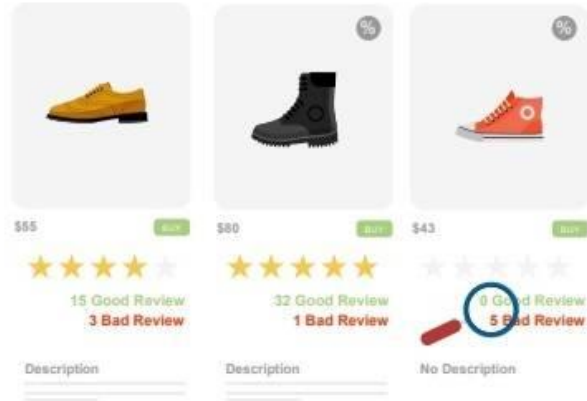 %
%
$55 BUY
$80 BUY
$43
15 Good Review
3 Bad Review
32 Good Review
1 Bad Review
0 Good Review
5 Bad Review
Description
Description
No Description